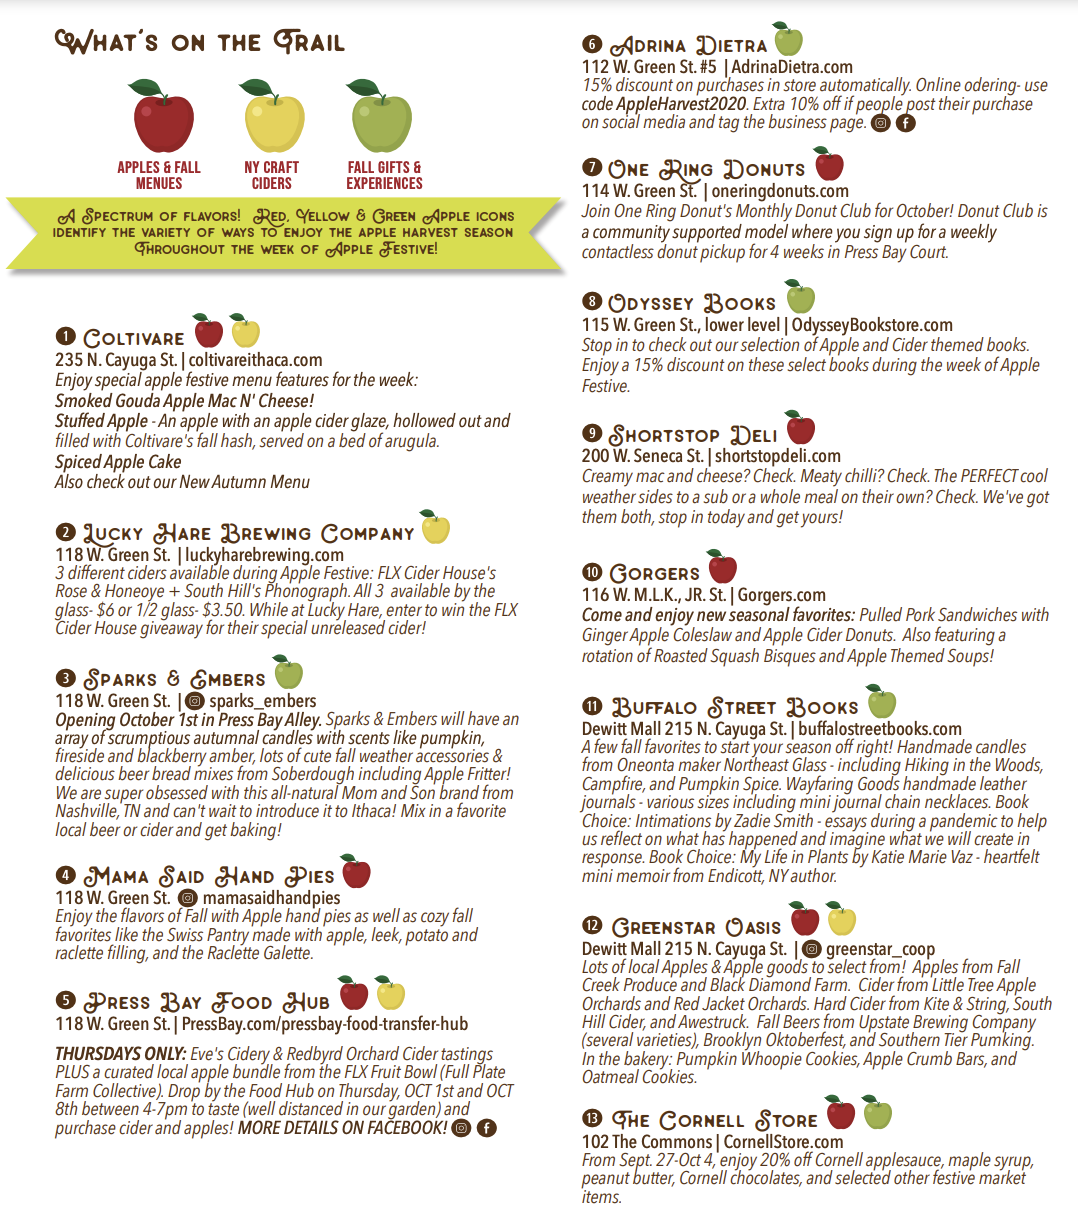 What's on the Trail
APPLES & FALL
MENUES
NY CRAFT
CIDERS
FALL GIFTS &
EXPERIENCES
A Spectrum of flavors! Red, Yellow & Green Apple icons
identify the variety of ways to enjoy the apple harvest season
Throughout the week of Apple Festive!
1 Coltivare
235 N. Cayuga St. | coltivareithaca.com
Enjoy special apple festive menu features for the week:
Smoked Gouda Apple Mac N' Cheese!
Stuffed Apple - An apple with an apple cider glaze, hollowed out and
filled with Coltivare's fall hash, served on a bed of arugula.
Spiced Apple Cake
Also check out our New Autumn Menu
2 Lucky Hare Brewing Company
118 W. Green St. | luckyharebrewing.com
3 different ciders available during Apple Festive: FLX Cider House's
Rose & Honeoye + South Hill's Phonograph. All 3 available by the
glass- $6 or 1/2 glass- $3.50. While at Lucky Hare, enter to win the FLX
Cider House giveaway for their special unreleased cider!
3 Sparks & Embers
118 W. Green St. | sparks_embers
Opening October 1st in Press Bay Alley. Sparks & Embers will have an
array of scrumptious autumnal candles with scents like pumpkin,
fireside and blackberry amber, lots of cute fall weather accessories &
delicious beer bread mixes from Soberdough including Apple Fritter!
We are super obsessed with this all-natural Mom and Son brand from
Nashville, TN and can't wait to introduce it to Ithaca! Mix in a favorite
local beer or cider and get baking!
4 Mama Said Hand Pies
118 W. Green St. mamasaidhandpies
Enjoy the flavors of Fall with Apple hand pies as well as cozy fall
favorites like the Swiss Pantry made with apple, leek, potato and
raclette filling, and the Raclette Galette.
5 Press Bay Food Hub
118 W. Green St. | PressBay.com/pressbay-food-transfer-hub
THURSDAYS ONLY: Eve's Cidery & Redbyrd Orchard Cider tastings
PLUS a curated local apple bundle from the FLX Fruit Bowl (Full Plate
Farm Collective). Drop by the Food Hub on Thursday, OCT 1st and OCT
8th between 4-7pm to taste (well distanced in our garden) and
purchase cider and apples! MORE DETAILS ON FACEBOOK!
6 Adrina Dietra
112 W. Green St. #5 | AdrinaDietra.com
15% discount on purchases in store automatically. Online odering- use
code AppleHarvest2020. Extra 10% off if people post their purchase
on social media and tag the business page.
7 One Ring Donuts
114 W. Green St. | oneringdonuts.com
Join One Ring Donut's Monthly Donut Club for October! Donut Club is
a community supported model where you sign up for a weekly
contactless donut pickup for 4 weeks in Press Bay Court.
8 Odyssey Books
115 W. Green St., lower level | OdysseyBookstore.com
Stop in to check out our selection of Apple and Cider themed books.
Enjoy a 15% discount on these select books during the week of Apple
Festive.
9 Shortstop Deli
200 W. Seneca St. | shortstopdeli.com
Creamy mac and cheese? Check. Meaty chilli? Check. The PERFECT cool
weather sides to a sub or a whole meal on their own? Check. We've got
them both, stop in today and get yours!
10 Gorgers
116 W. M.L.K., JR. St. | Gorgers.com
Come and enjoy new seasonal favorites: Pulled Pork Sandwiches with
Ginger Apple Coleslaw and Apple Cider Donuts. Also featuring a
rotation of Roasted Squash Bisques and Apple Themed Soups!
11 Buffalo Street Books
Dewitt Mall 215 N. Cayuga St. | buffalostreetbooks.com
A few fall favorites to start your season off right! Handmade candles
from Oneonta maker Northeast Glass - including Hiking in the Woods,
Campfire, and Pumpkin Spice. Wayfaring Goods handmade leather
journals - various sizes including mini journal chain necklaces. Book
Choice: Intimations by Zadie Smith - essays during a pandemic to help
us reflect on what has happened and imagine what we will create in
response. Book Choice: My Life in Plants by Katie Marie Vaz - heartfelt
mini memoir from Endicott, NY author.
12 Greenstar Oasis
Dewitt Mall 215 N. Cayuga St. | greenstar_coop
Lots of local Apples & Apple goods to select from! Apples from Fall
Creek Produce and Black Diamond Farm. Cider from Little Tree Apple
Orchards and Red Jacket Orchards. Hard Cider from Kite & String, South
Hill Cider, and Awestruck. Fall Beers from Upstate Brewing Company
(several varieties), Brooklyn Oktoberfest, and Southern Tier Pumking.
In the bakery: Pumpkin Whoopie Cookies, Apple Crumb Bars, and
Oatmeal Cookies.
13 The Cornell Store
102 The Commons | CornellStore.com
From Sept. 27-Oct 4, enjoy 20% off Cornell applesauce, maple syrup,
peanut butter, Cornell chocolates, and selected other festive market
items.